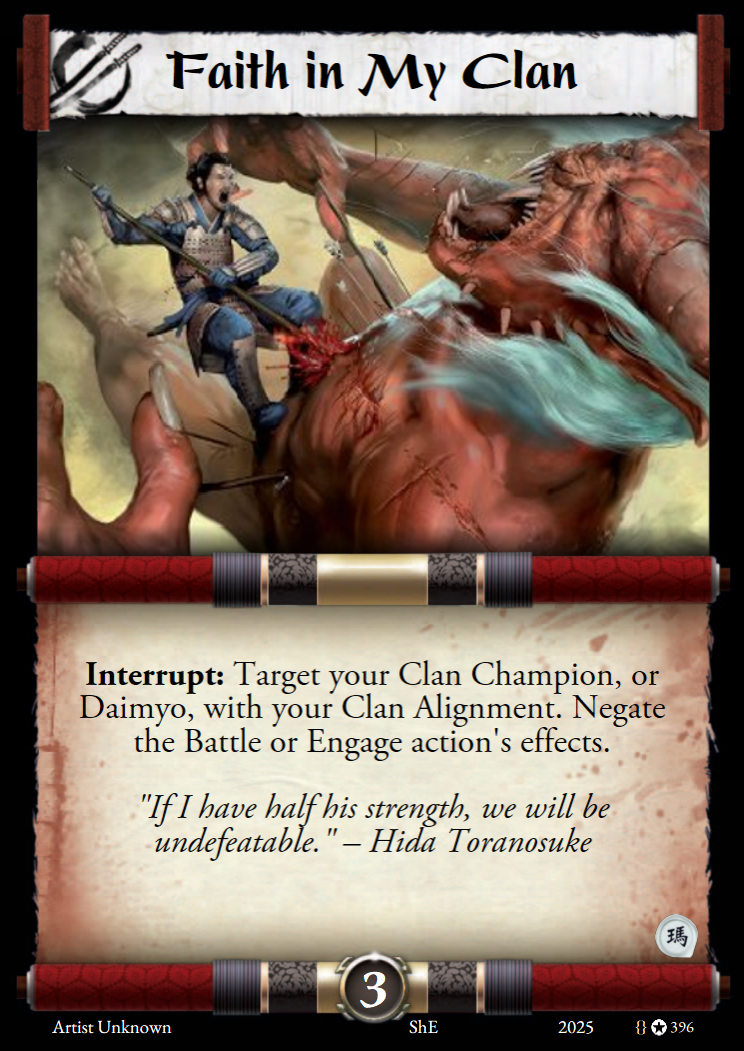 Faith in My Clan
Interrupt: Target your Clan Champion, or
Daimyo, with your Clan Alignment. Negate
the Battle or Engage action's effects.
"If I have half his strength, we will be
undefeatable." – Hida Toranosuke
瑪
3
Artist Unknown
ShE
2025
{} 396